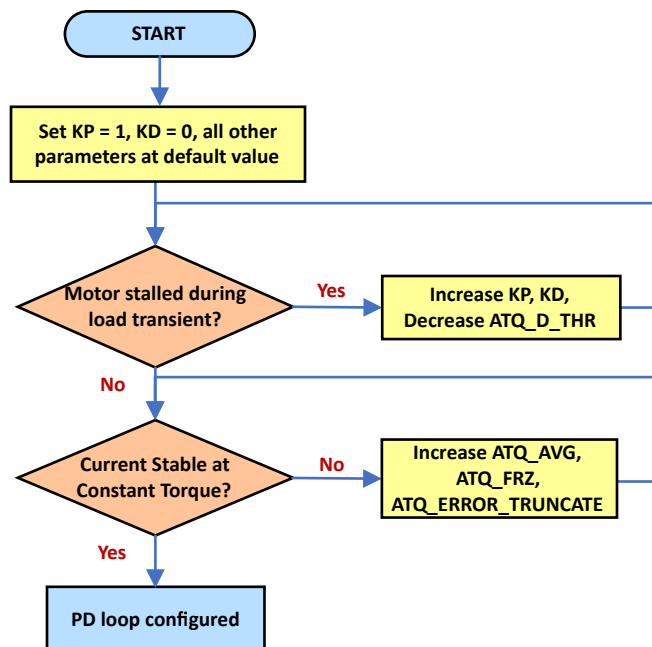 START
Set KP = 1, KD = 0, all other
parameters at default value
Motor stalled during
load transient?
Yes
Increase KP, KD,
Decrease ATQ_D_THR
No
Current Stable at
Constant Torque?
No
Increase ATQ_AVG,
ATQ_FRZ,
ATQ_ERROR_TRUNCATE
Yes
PD loop configured